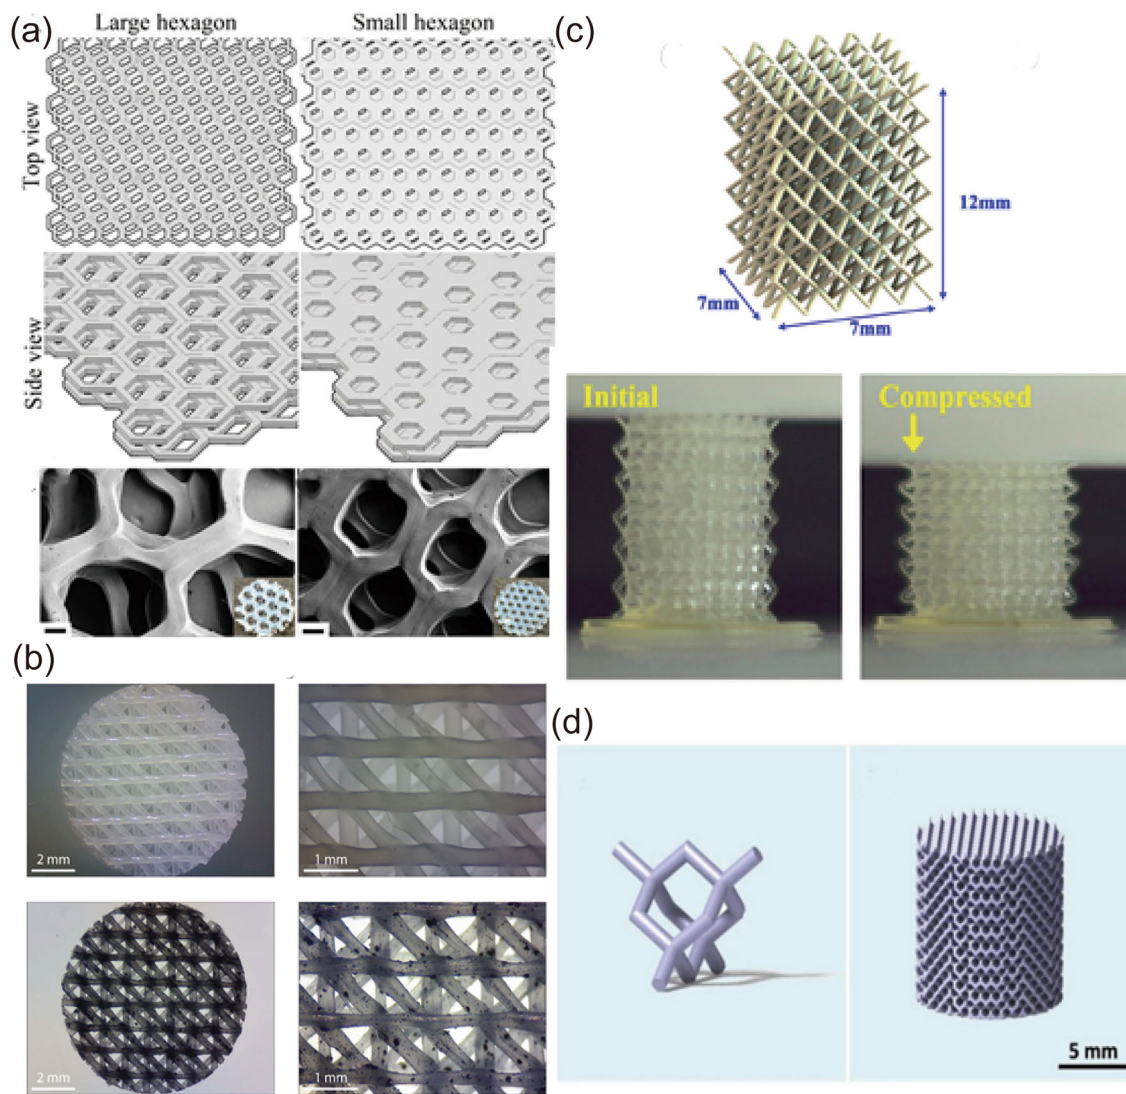 (a)
Large hexagon
Small hexagon
Top view
Side view
(b)
2 mm
1 mm
2 mm
1 mm
(c)
12mm
7mm
7mm
Initial
Compressed
(d)
5 mm